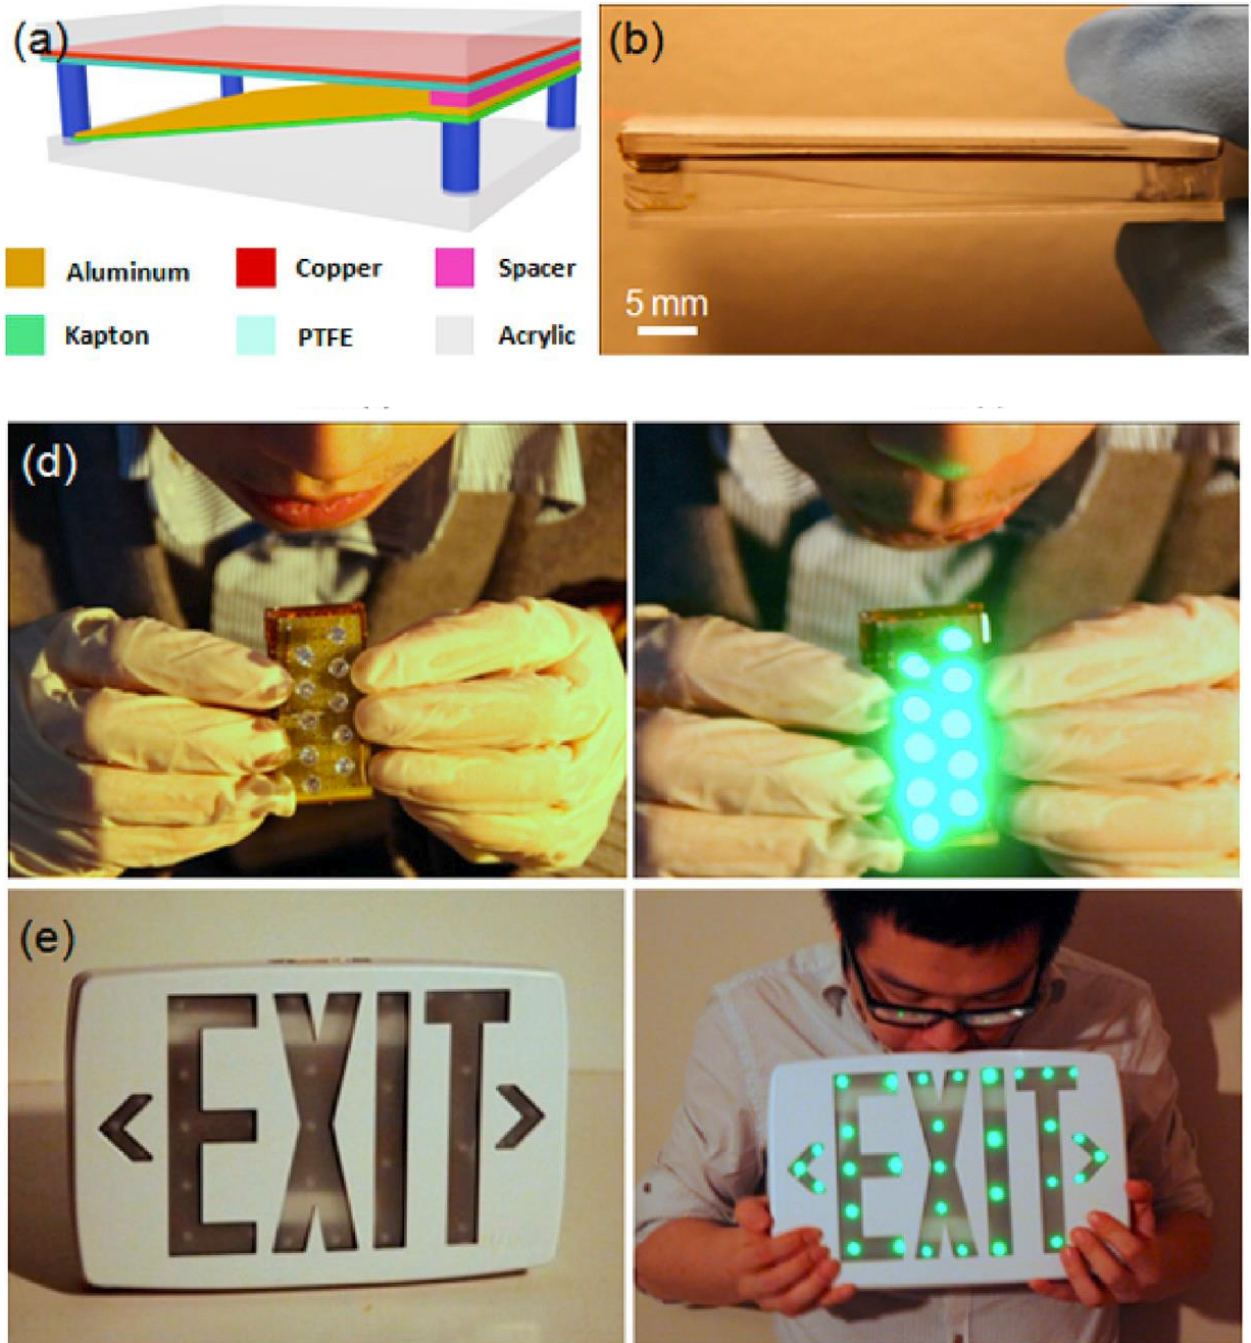 (a)
(b)
Aluminum
Copper
Spacer
Kapton
PTFE
Acrylic
5 mm
(d)
(e)
EXIT
EXIT